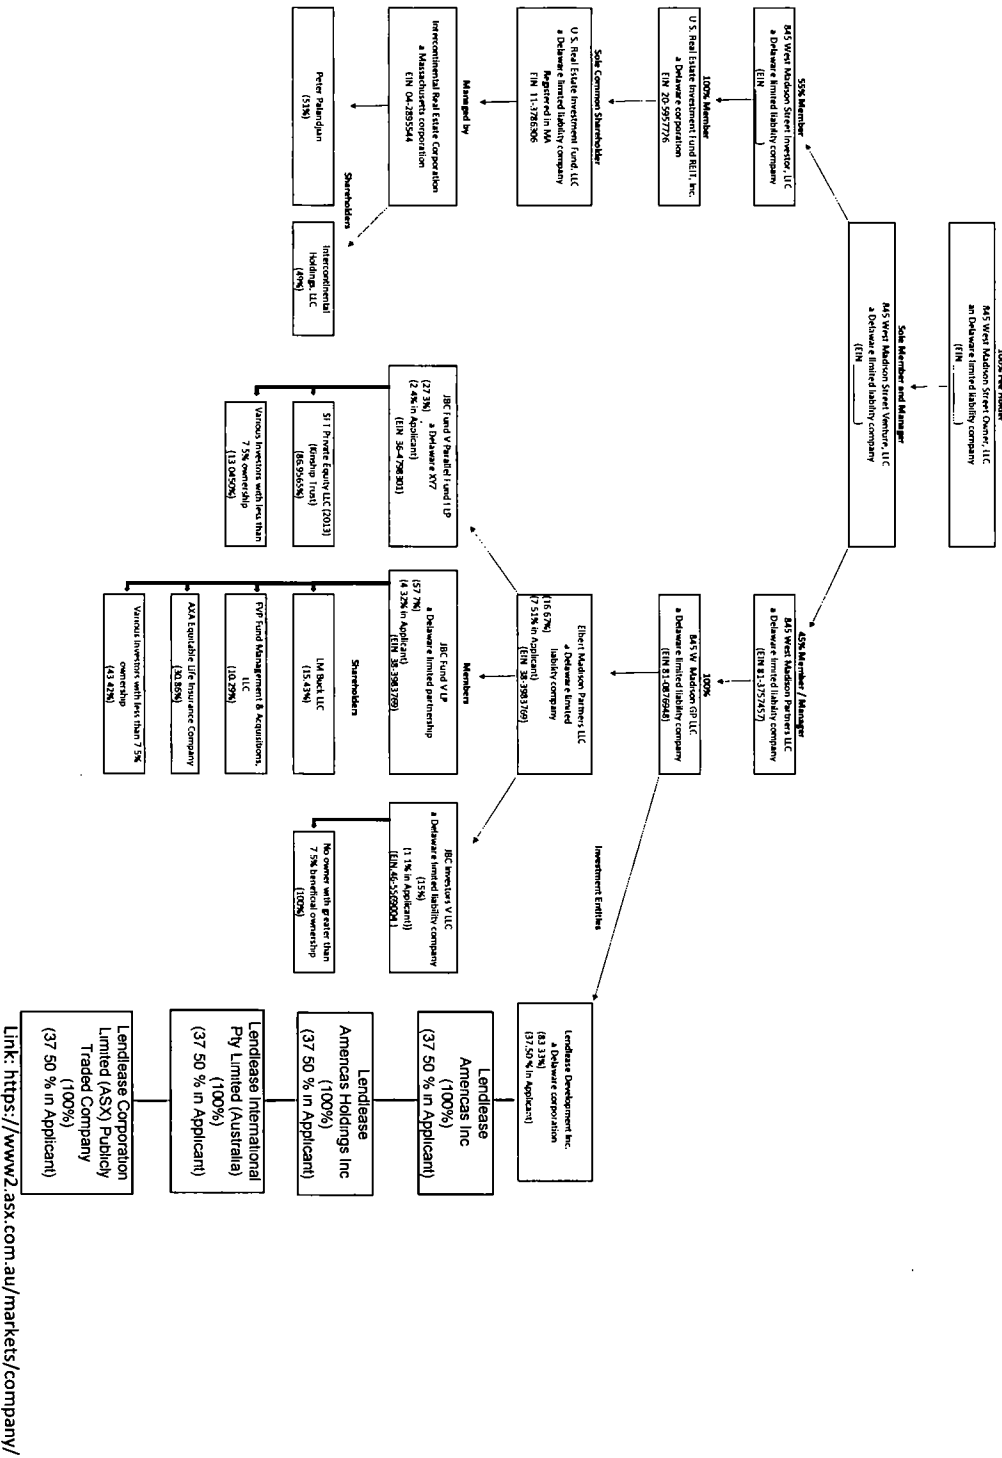 845 West Madison Street Owner, LLC
an Delaware limited liability company
(EIN
Sole Member and Manager
845 West Madison Street Venture, LLC
a Delaware limited liability company
(EIN ________)
55% Member
845 West Madison Street Investor, LLC
a Delaware limited liability company
(EIN ________)
45% Member / Manager
845 West Madison Partners LLC
a Delaware limited liability company
(EIN 81-3757457)
100% Member
U S. Real Estate Investment Fund REIT, Inc.
a Delaware corporation
EIN 20-5957726
100%
845 W Madison GP LLC.
a Delaware limited liability company
(EIN 81-0876948)
Investment Entities
Sole Common Shareholder
U S. Real Estate Investment Fund, LLC
a Delaware limited liability company
Registered in MA
EIN 11-3786306
Elbert Madison Partners LLC
a Delaware limited
(16 67%) liability company
(7 51% in Applicant)
(EIN 38-3983769)
Lendlease Development Inc.
a Delaware corporation
(83 33%)
(37.50% in Applicant)
Managed by
Intercontinental Real Estate Corporation
a Massachusetts corporation
EIN 04-2895544
JBC Fund V Parallel Fund I LP
(27 3%) a Delaware XY7
(2 4% in Applicant)
(EIN 36-4798301)
Members
JBC Fund V LP
a Delaware limited partnership
(57 7%)
(4 32% in Applicant)
(EIN 38-3983769)
JBC Investors V LLC
a Delaware limited liability company
(15%)
(1 1% in Applicant))
(EIN.46-5569004)
Lendlease
Amencas Inc
(100%)
(37 50 % in Applicant)
Shareholders
Peter Palandjian
(51%)
Intercontinental
Holdings, LLC
(49%)
SFT Private Equity LLC (2013)
(Kinship Trust)
(86.9565%)
Various Investors with less than
7 5% ownership
(13 0450%)
Shareholders
LM Buck LLC
(15.43%)
FVP Fund Management & Acquisitions,
LLC
(10.29%)
AXA Equitable Life Insurance Company
(30.86%)
Various Investors with less than 7 5%
ownership
(43 42%)
No owner with greater than
7 5% beneficial ownership
(100%)
Lendlease
Amencas Holdings Inc
(100%)
(37 50 % in Applicant)
Lendlease International
Pty Limited (Australia)
(100%)
(37 50 % in Applicant)
Lendlease Corporation
Limited (ASX) Publicly
Traded Company
(100%)
(37 50 % in Applicant)
Link: https://www2.asx.com.au/markets/company/